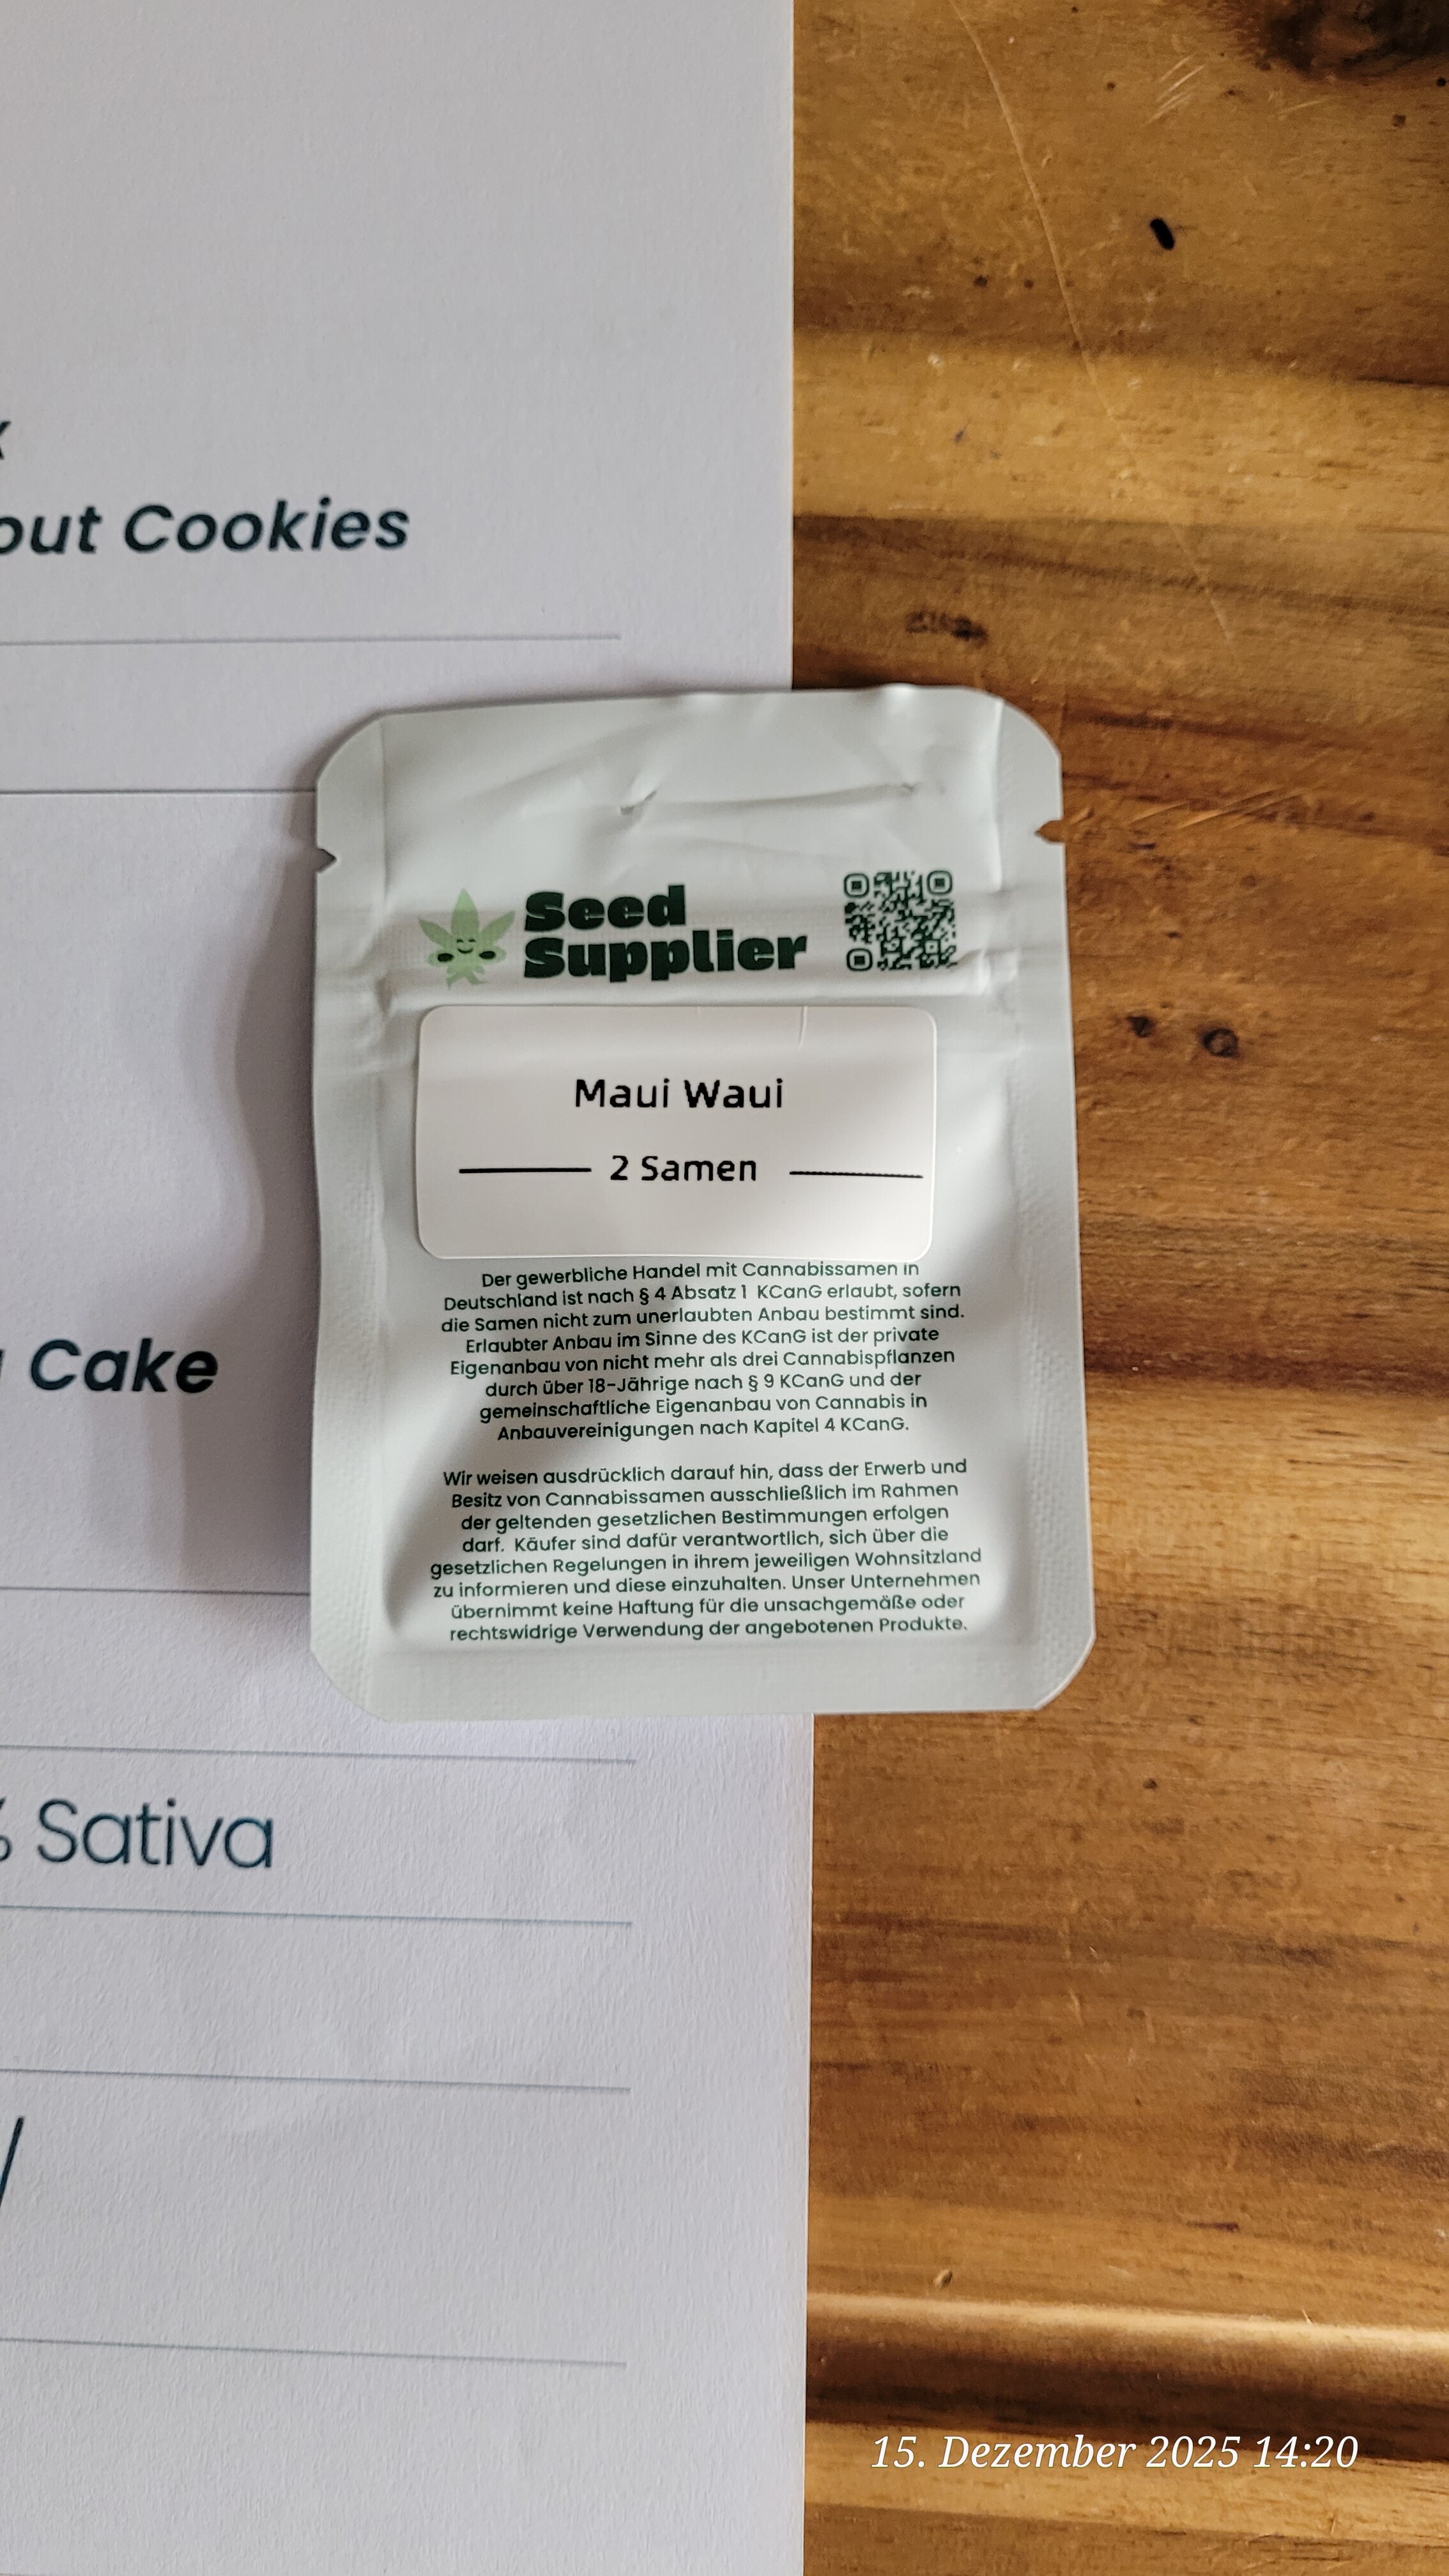 out Cookies
Seed
Supplier
Maui Waui
2 Samen
Der gewerbliche Handel mit Cannabissamen in
Deutschland ist nach § 4 Absatz 1 KCanG erlaubt, sofern
die Samen nicht zum unerlaubten Anbau bestimmt sind.
Erlaubter Anbau im Sinne des KCanG ist der private
Eigenanbau von nicht mehr als drei Cannabispflanzen
durch über 18-Jährige nach § 9 KCanG und der
gemeinschaftliche Eigenanbau von Cannabis in
Anbauvereinigungen nach Kapitel 4 KCanG.
Wir weisen ausdrücklich darauf hin, dass der Erwerb und
Besitz von Cannabissamen ausschließlich im Rahmen
der geltenden gesetzlichen Bestimmungen erfolgen
darf. Käufer sind dafür verantwortlich, sich über die
gesetzlichen Regelungen in ihrem jeweiligen Wohnsitzland
zu informieren und diese einzuhalten. Unser Unternehmen
übernimmt keine Haftung für die unsachgemäße oder
rechtswidrige Verwendung der angebotenen Produkte.
Cake
% Sativa
15. Dezember 2025 14:20